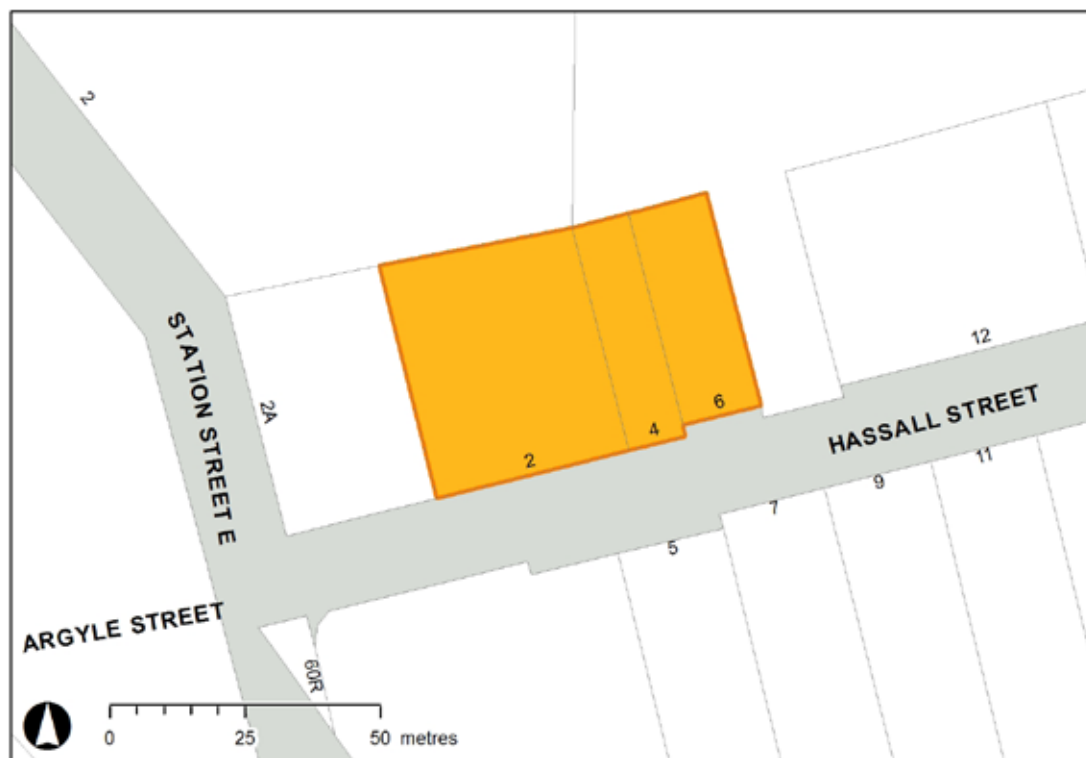 2
STATION STREET E
2A
2
4
6
12
HASSALL STREET
5
7
9
11
ARGYLE STREET
60R
0 25 50 metres